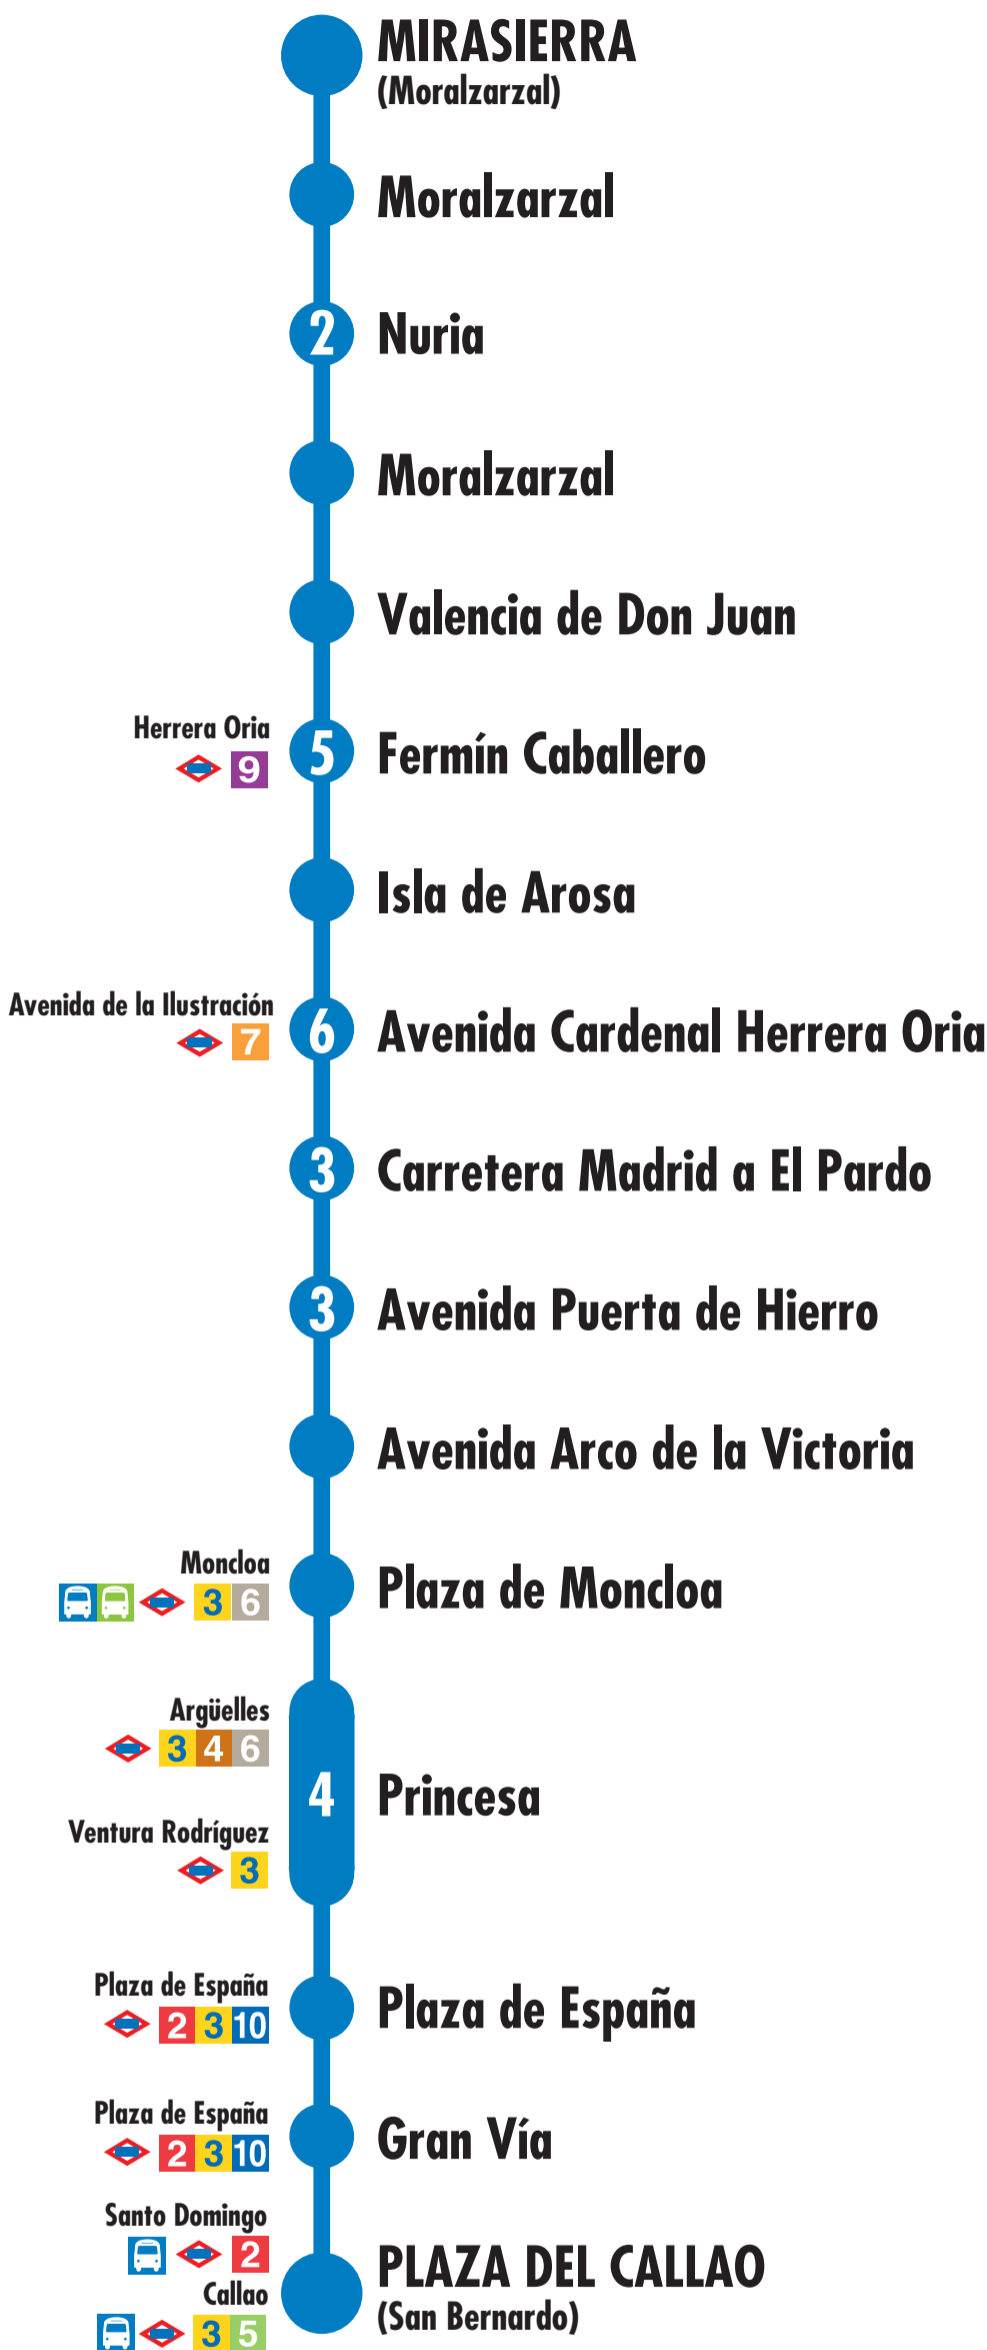 MIRASIERRA
(Moralzarzal)
Moralzarzal
2 Nuria
Moralzarzal
Valencia de Don Juan
Herrera Oria
9
5 Fermín Caballero
Isla de Arosa
Avenida de la Ilustración
7
6 Avenida Cardenal Herrera Oria
3 Carretera Madrid a El Pardo
3 Avenida Puerta de Hierro
Avenida Arco de la Victoria
Moncloa
3 6
Plaza de Moncloa
Argüelles
3 4 6
4 Princesa
Ventura Rodríguez
3
Plaza de España
2 3 10
Plaza de España
Plaza de España
2 3 10
Gran Vía
Santo Domingo
2
Callao
3 5
PLAZA DEL CALLAO
(San Bernardo)